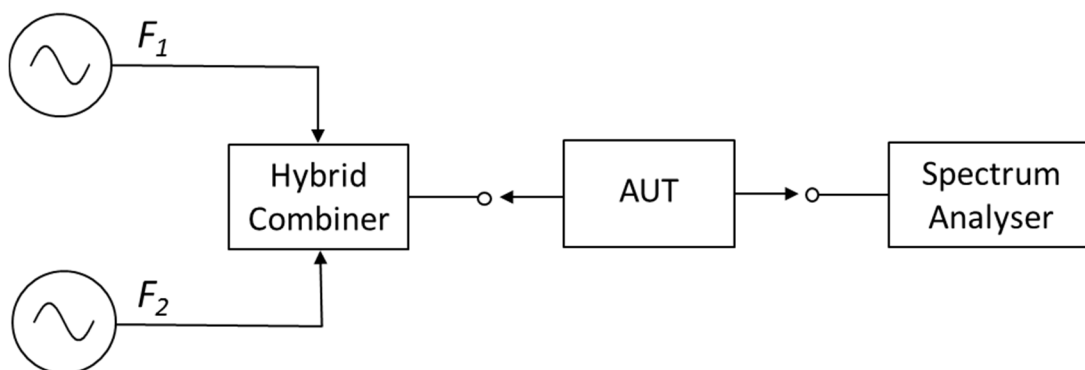 F1
Hybrid
Combiner
AUT
Spectrum
Analyser
F2